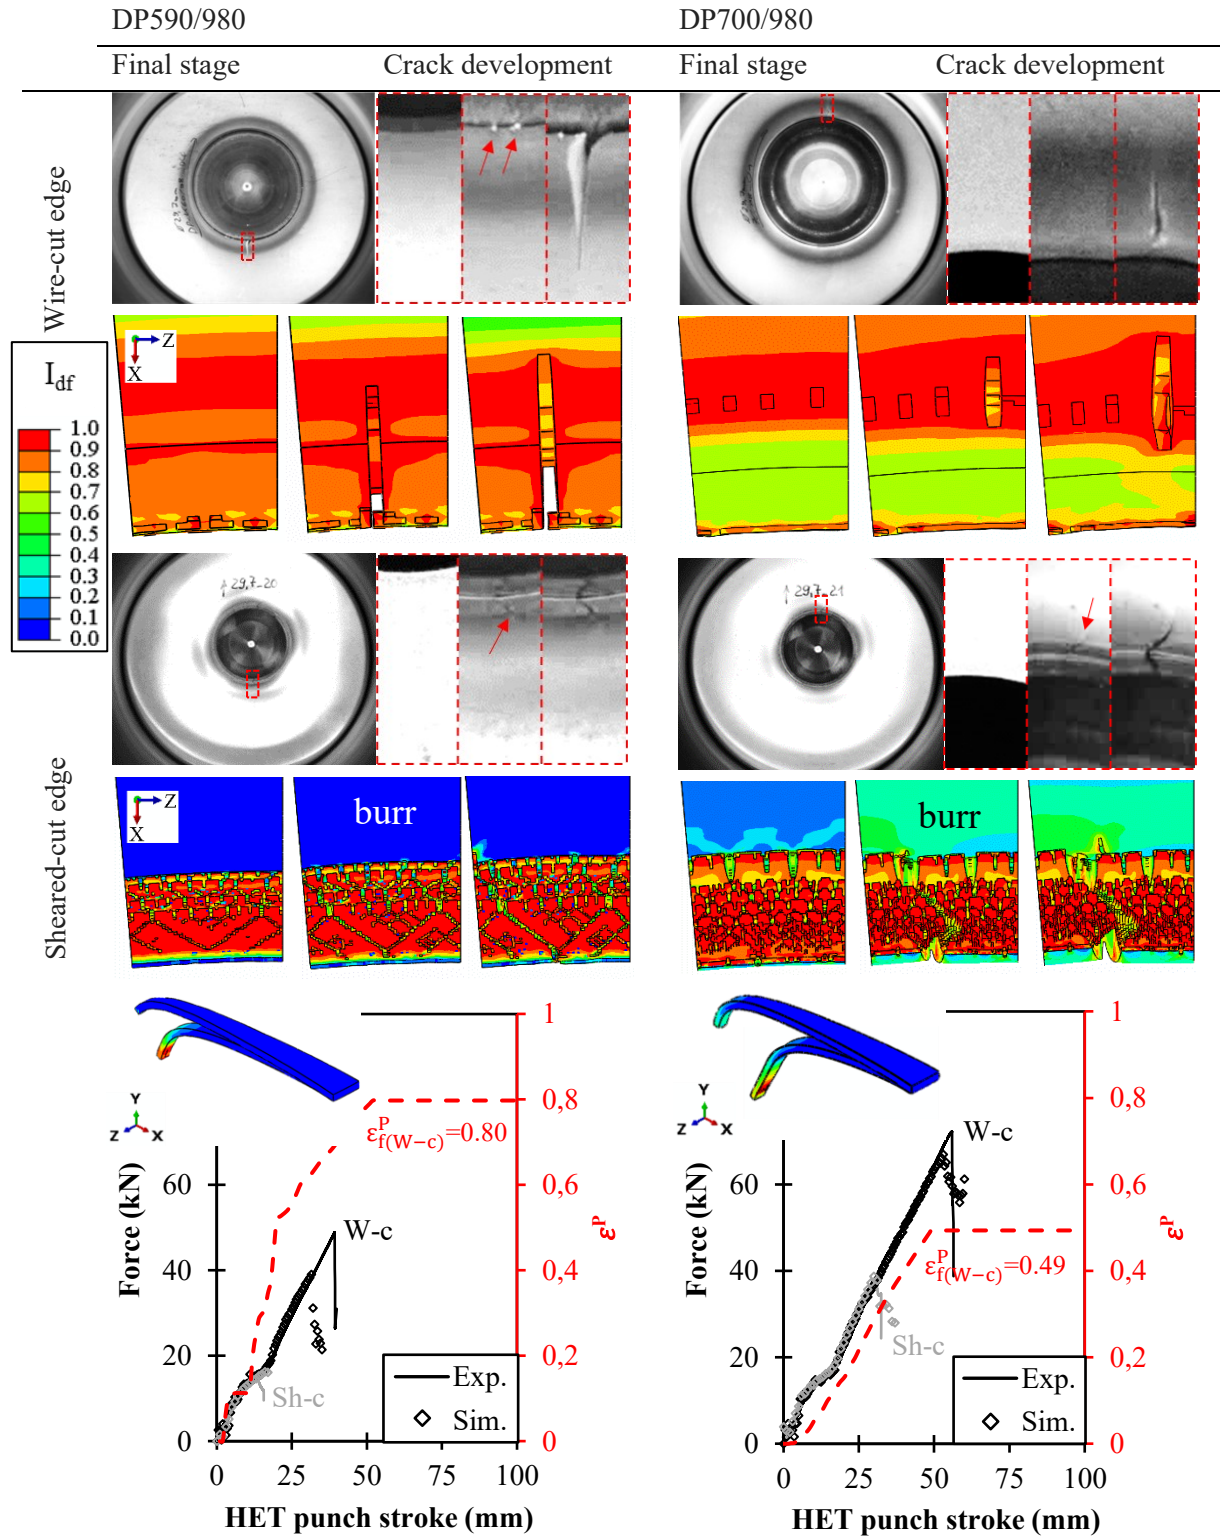 DP590/980 DP700/980
Final stage Crack development Final stage Crack development
Wire-cut edge
Z
X
I_df
1.0
0.9
0.8
0.7
0.6
0.5
0.4
0.3
0.2
0.1
0.0
Sheared-cut edge
29.7-20
29.7-21
Z
X
burr
burr
Y
Z X
ε^P_f(W−c)=0.80
W-c
Sh-c
Exp.
Sim.
Force (kN)
60
40
20
0
1
0,8
0,6
0,4
0,2
0
ε^P
0 25 50 75 100
HET punch stroke (mm)
Y
Z X
W-c
ε^P_f(W−c)=0.49
Sh-c
Exp.
Sim.
Force (kN)
60
40
20
0
1
0,8
0,6
0,4
0,2
0
ε^P
0 25 50 75 100
HET punch stroke (mm)